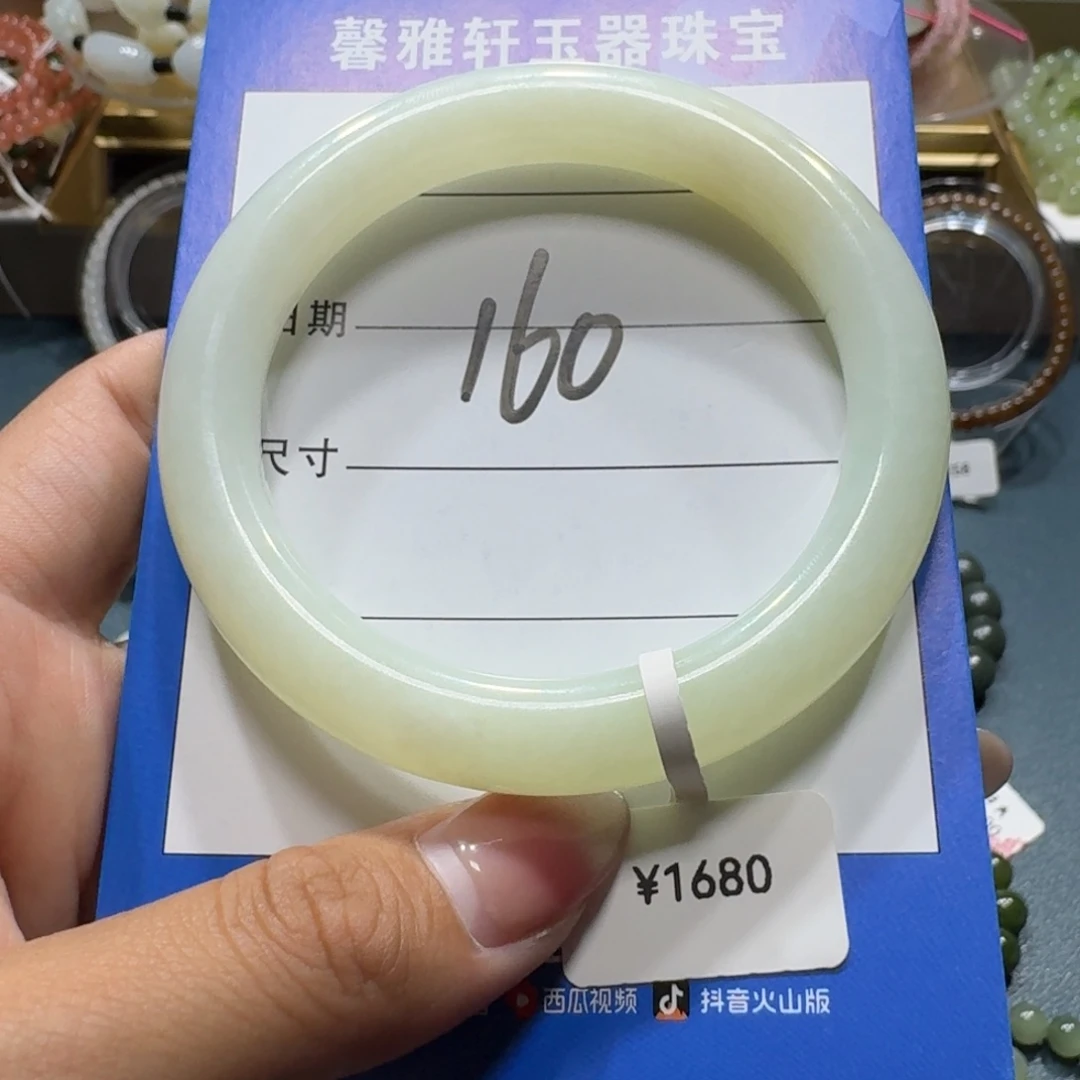 馨雅轩玉器珠宝
日期
160
尺寸
¥1680
西瓜视频 抖音火山版